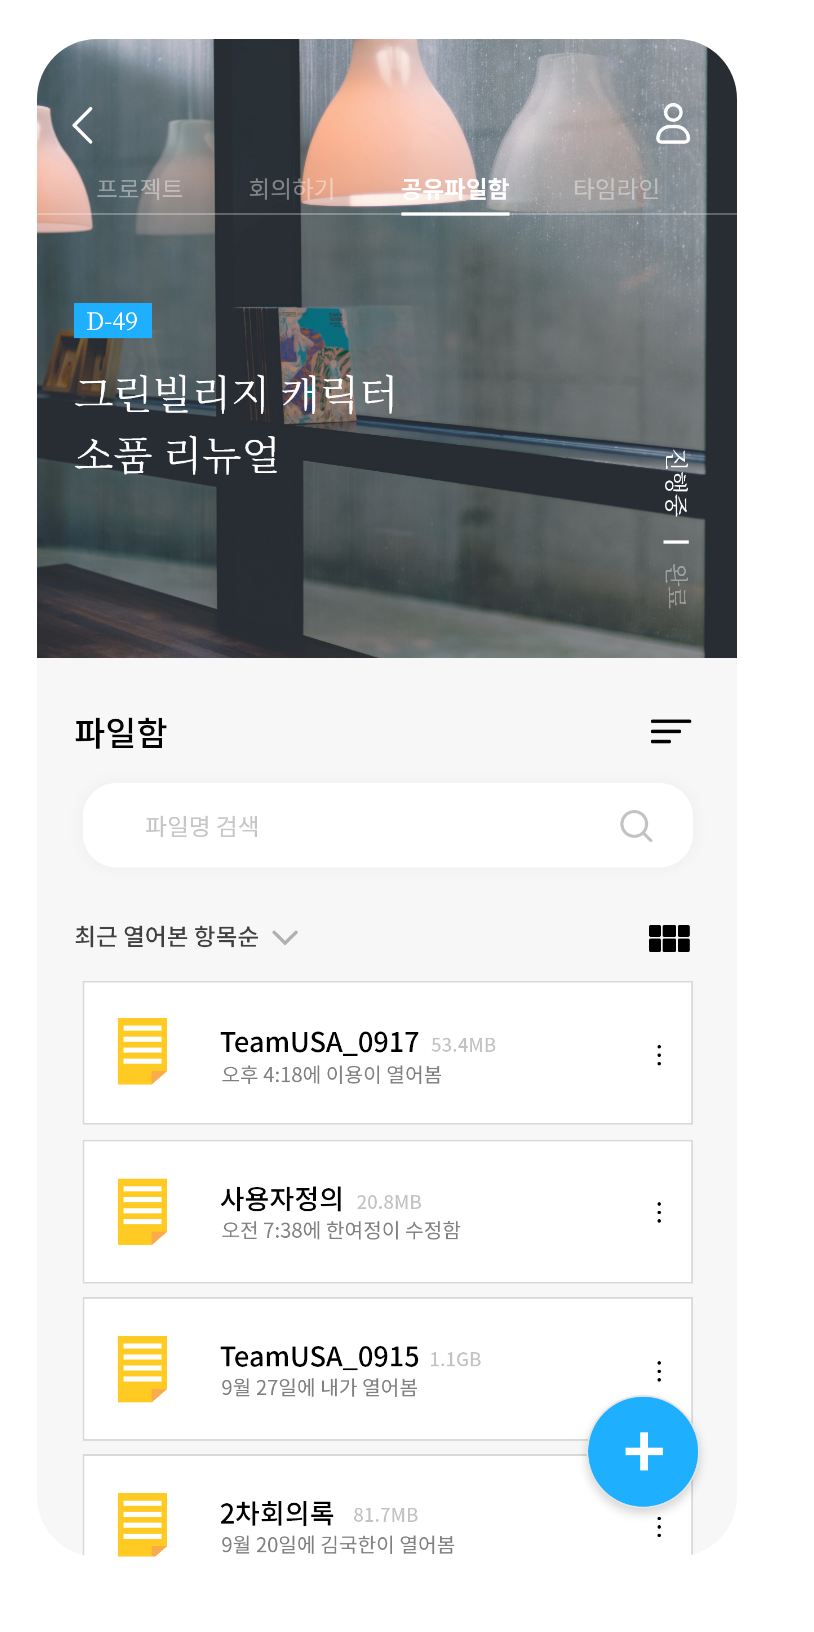 프로젝트 회의하기 공유파일함 타임라인
D-49
그린빌리지 캐릭터
소품 리뉴얼
진행중 | 완료
파일함
파일명 검색
최근 열어본 항목순
TeamUSA_0917 53.4MB
오후 4:18에 이용이 열어봄
사용자정의 20.8MB
오전 7:38에 한여정이 수정함
TeamUSA_0915 1.1GB
9월 27일에 내가 열어봄
2차회의록 81.7MB
9월 20일에 김국한이 열어봄